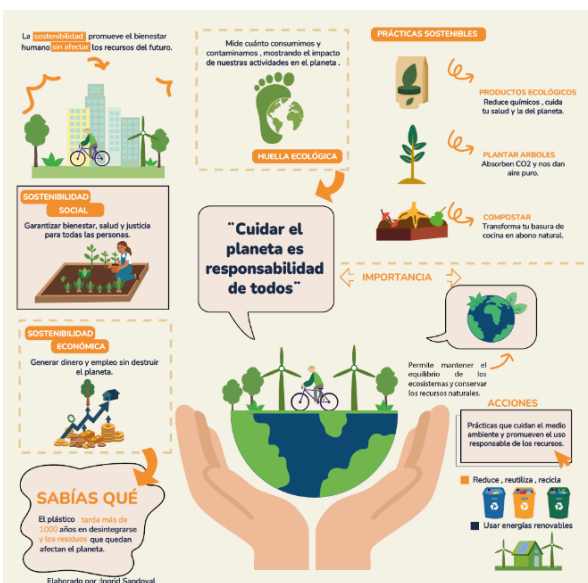 La sostenibilidad promueve el bienestar
humano sin afectar los recursos del futuro.
Mide cuánto consumimos y
contaminamos, mostrando el impacto
de nuestras actividades en el planeta .
HUELLA ECOLÓGICA
PRÁCTICAS SOSTENIBLES
PRODUCTOS ECOLÓGICOS
Reduce químicos , cuida
tu salud y la del planeta.
PLANTAR ARBOLES
Absorben CO2 y nos dan
aire puro.
COMPOSTAR
Transforma tu basura de
cocina en abono natural.
SOSTENIBILIDAD
SOCIAL
Garantizar bienestar, salud y justicia
para todas las personas.
¨Cuidar el
planeta es
responsabilidad
de todos¨
IMPORTANCIA
Permite mantener el
equilibrio de los
ecosistemas y conservar
los recursos naturales.
SOSTENIBILIDAD
ECONÓMICA
Generar dinero y empleo sin destruir
el planeta.
ACCIONES
Prácticas que cuidan el medio
ambiente y promueven el uso
responsable de los recursos.
Reduce , reutiliza , recicla
Usar energías renovables
SABÍAS QUÉ
El plástico tarda más de
1000 años en desintegrarse
y los residuos que quedan
afectan el planeta.
Elaborado por :Ingrid Sandoval